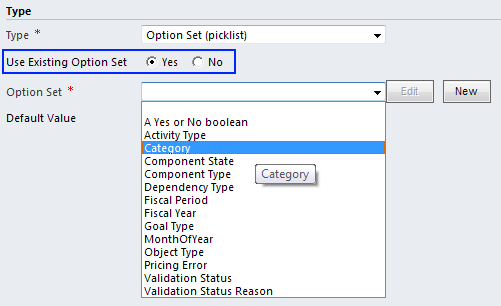 Type
Type * Option Set (picklist)
Use Existing Option Set Yes No
Option Set * Edit New
Default Value
A Yes or No boolean
Activity Type
Category
Component State
Component Type
Category
Dependency Type
Fiscal Period
Fiscal Year
Goal Type
MonthOfYear
Object Type
Pricing Error
Validation Status
Validation Status Reason